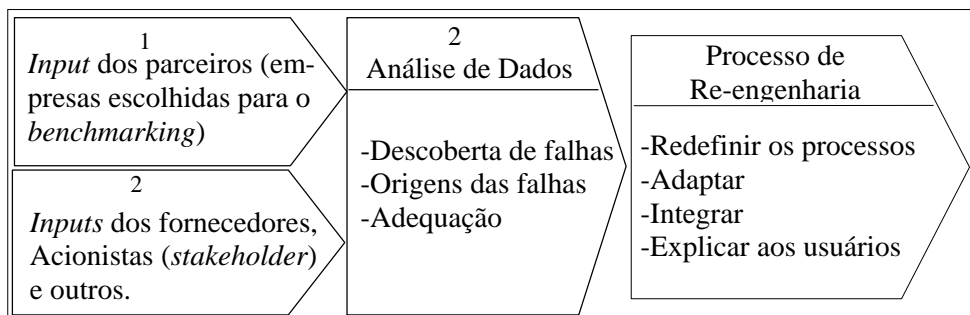 1
Input dos parceiros (em-
presas escolhidas para o
benchmarking)
2
Inputs dos fornecedores,
Acionistas (stakeholder)
e outros.
2
Análise de Dados
-Descoberta de falhas
-Origens das falhas
-Adequação
Processo de
Re-engenharia
-Redefinir os processos
-Adaptar
-Integrar
-Explicar aos usuários